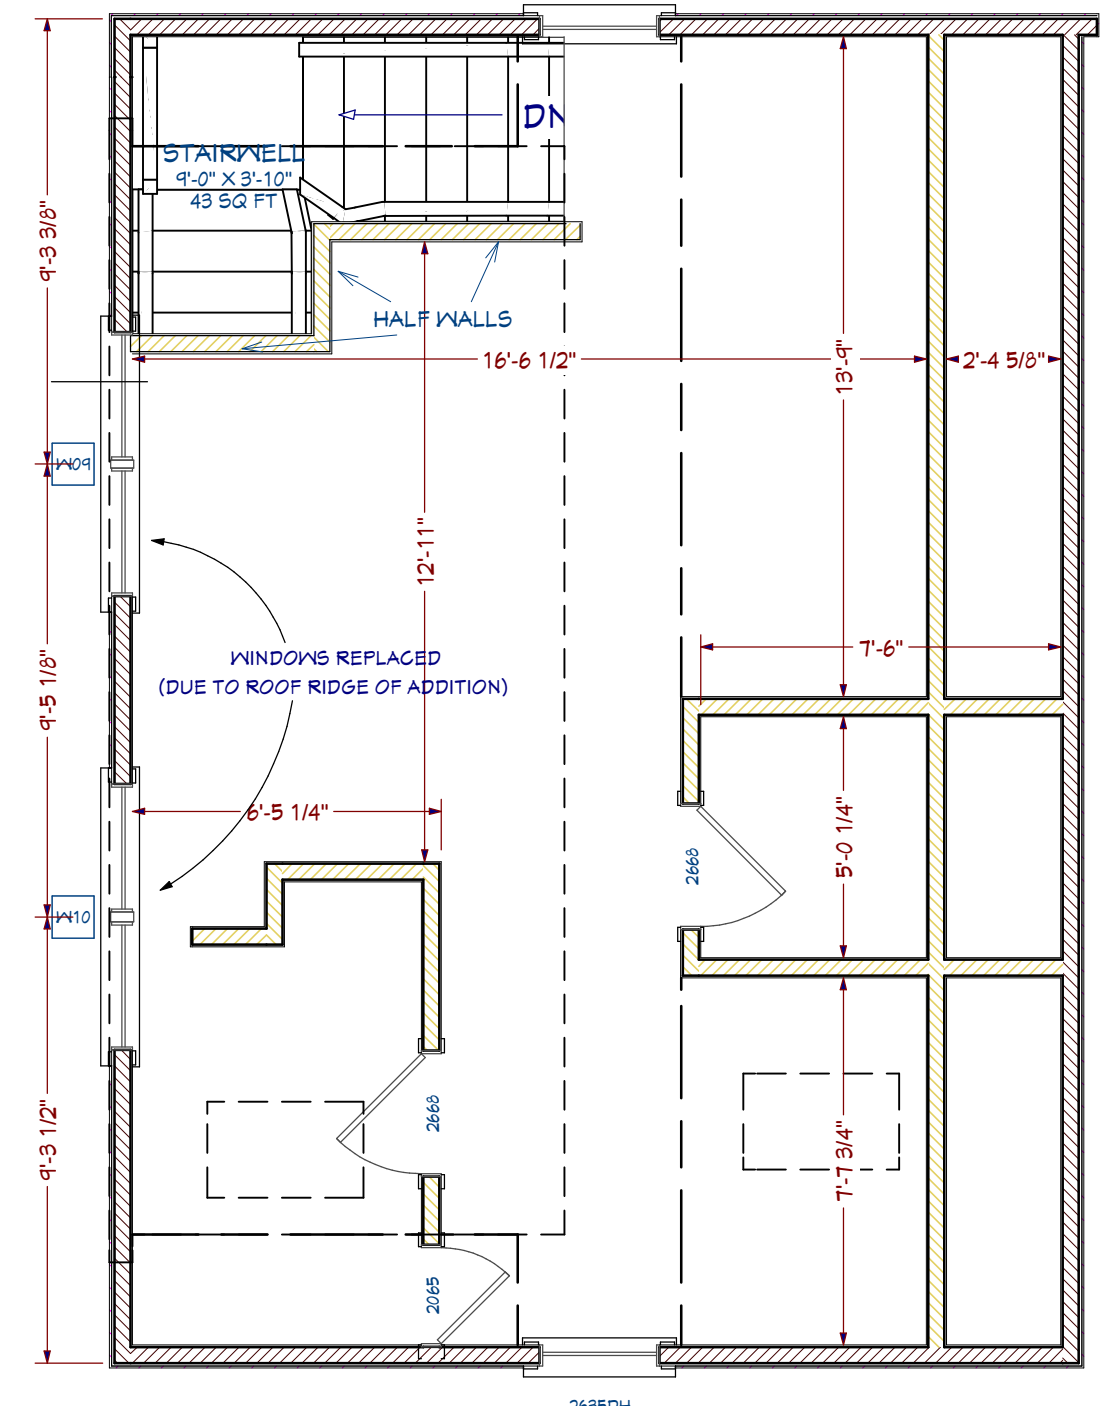 DN
STAIRWELL
9'-0" X 3'-10"
43 SQ FT
9'-3 3/8"
HALF WALLS
16'-6 1/2"
13'-9"
2'-4 5/8"
W09
12'-11"
WINDOWS REPLACED
(DUE TO ROOF RIDGE OF ADDITION)
7'-6"
9'-5 1/8"
6'-5 1/4"
5'-0 1/4"
2668
W10
2668
9'-3 1/2"
7'-7 3/4"
2065